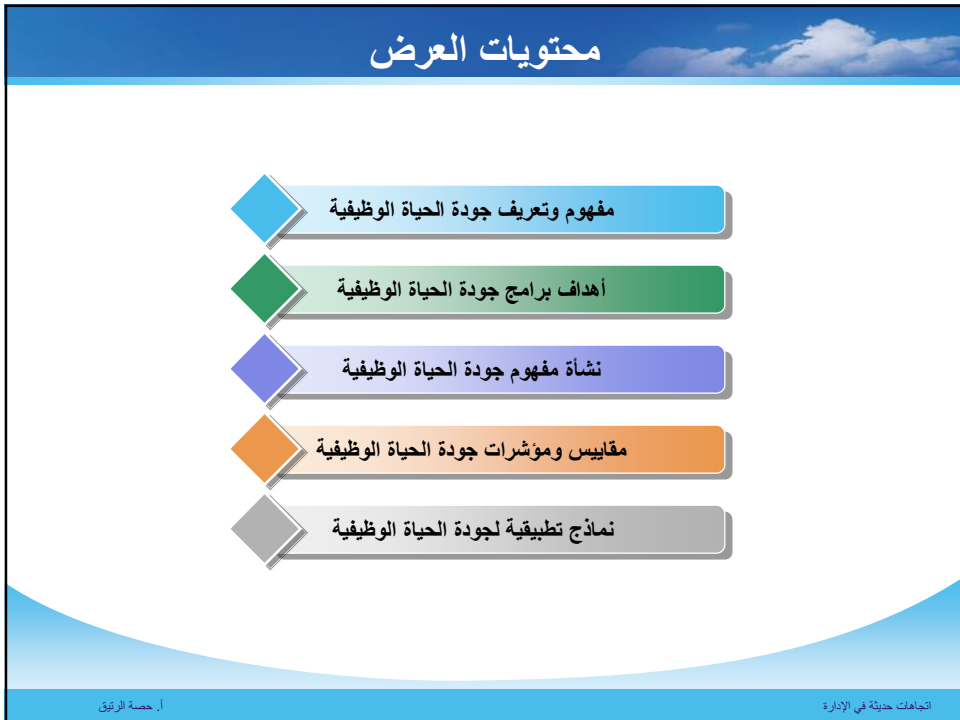 محتويات العرض
مفهوم وتعريف جودة الحياة الوظيفية
أهداف برامج جودة الحياة الوظيفية
نشأة مفهوم جودة الحياة الوظيفية
مقاييس ومؤشرات جودة الحياة الوظيفية
نماذج تطبيقية لجودة الحياة الوظيفية
اتجاهات حديثة في الإدارة
أ. حصة الرتيق